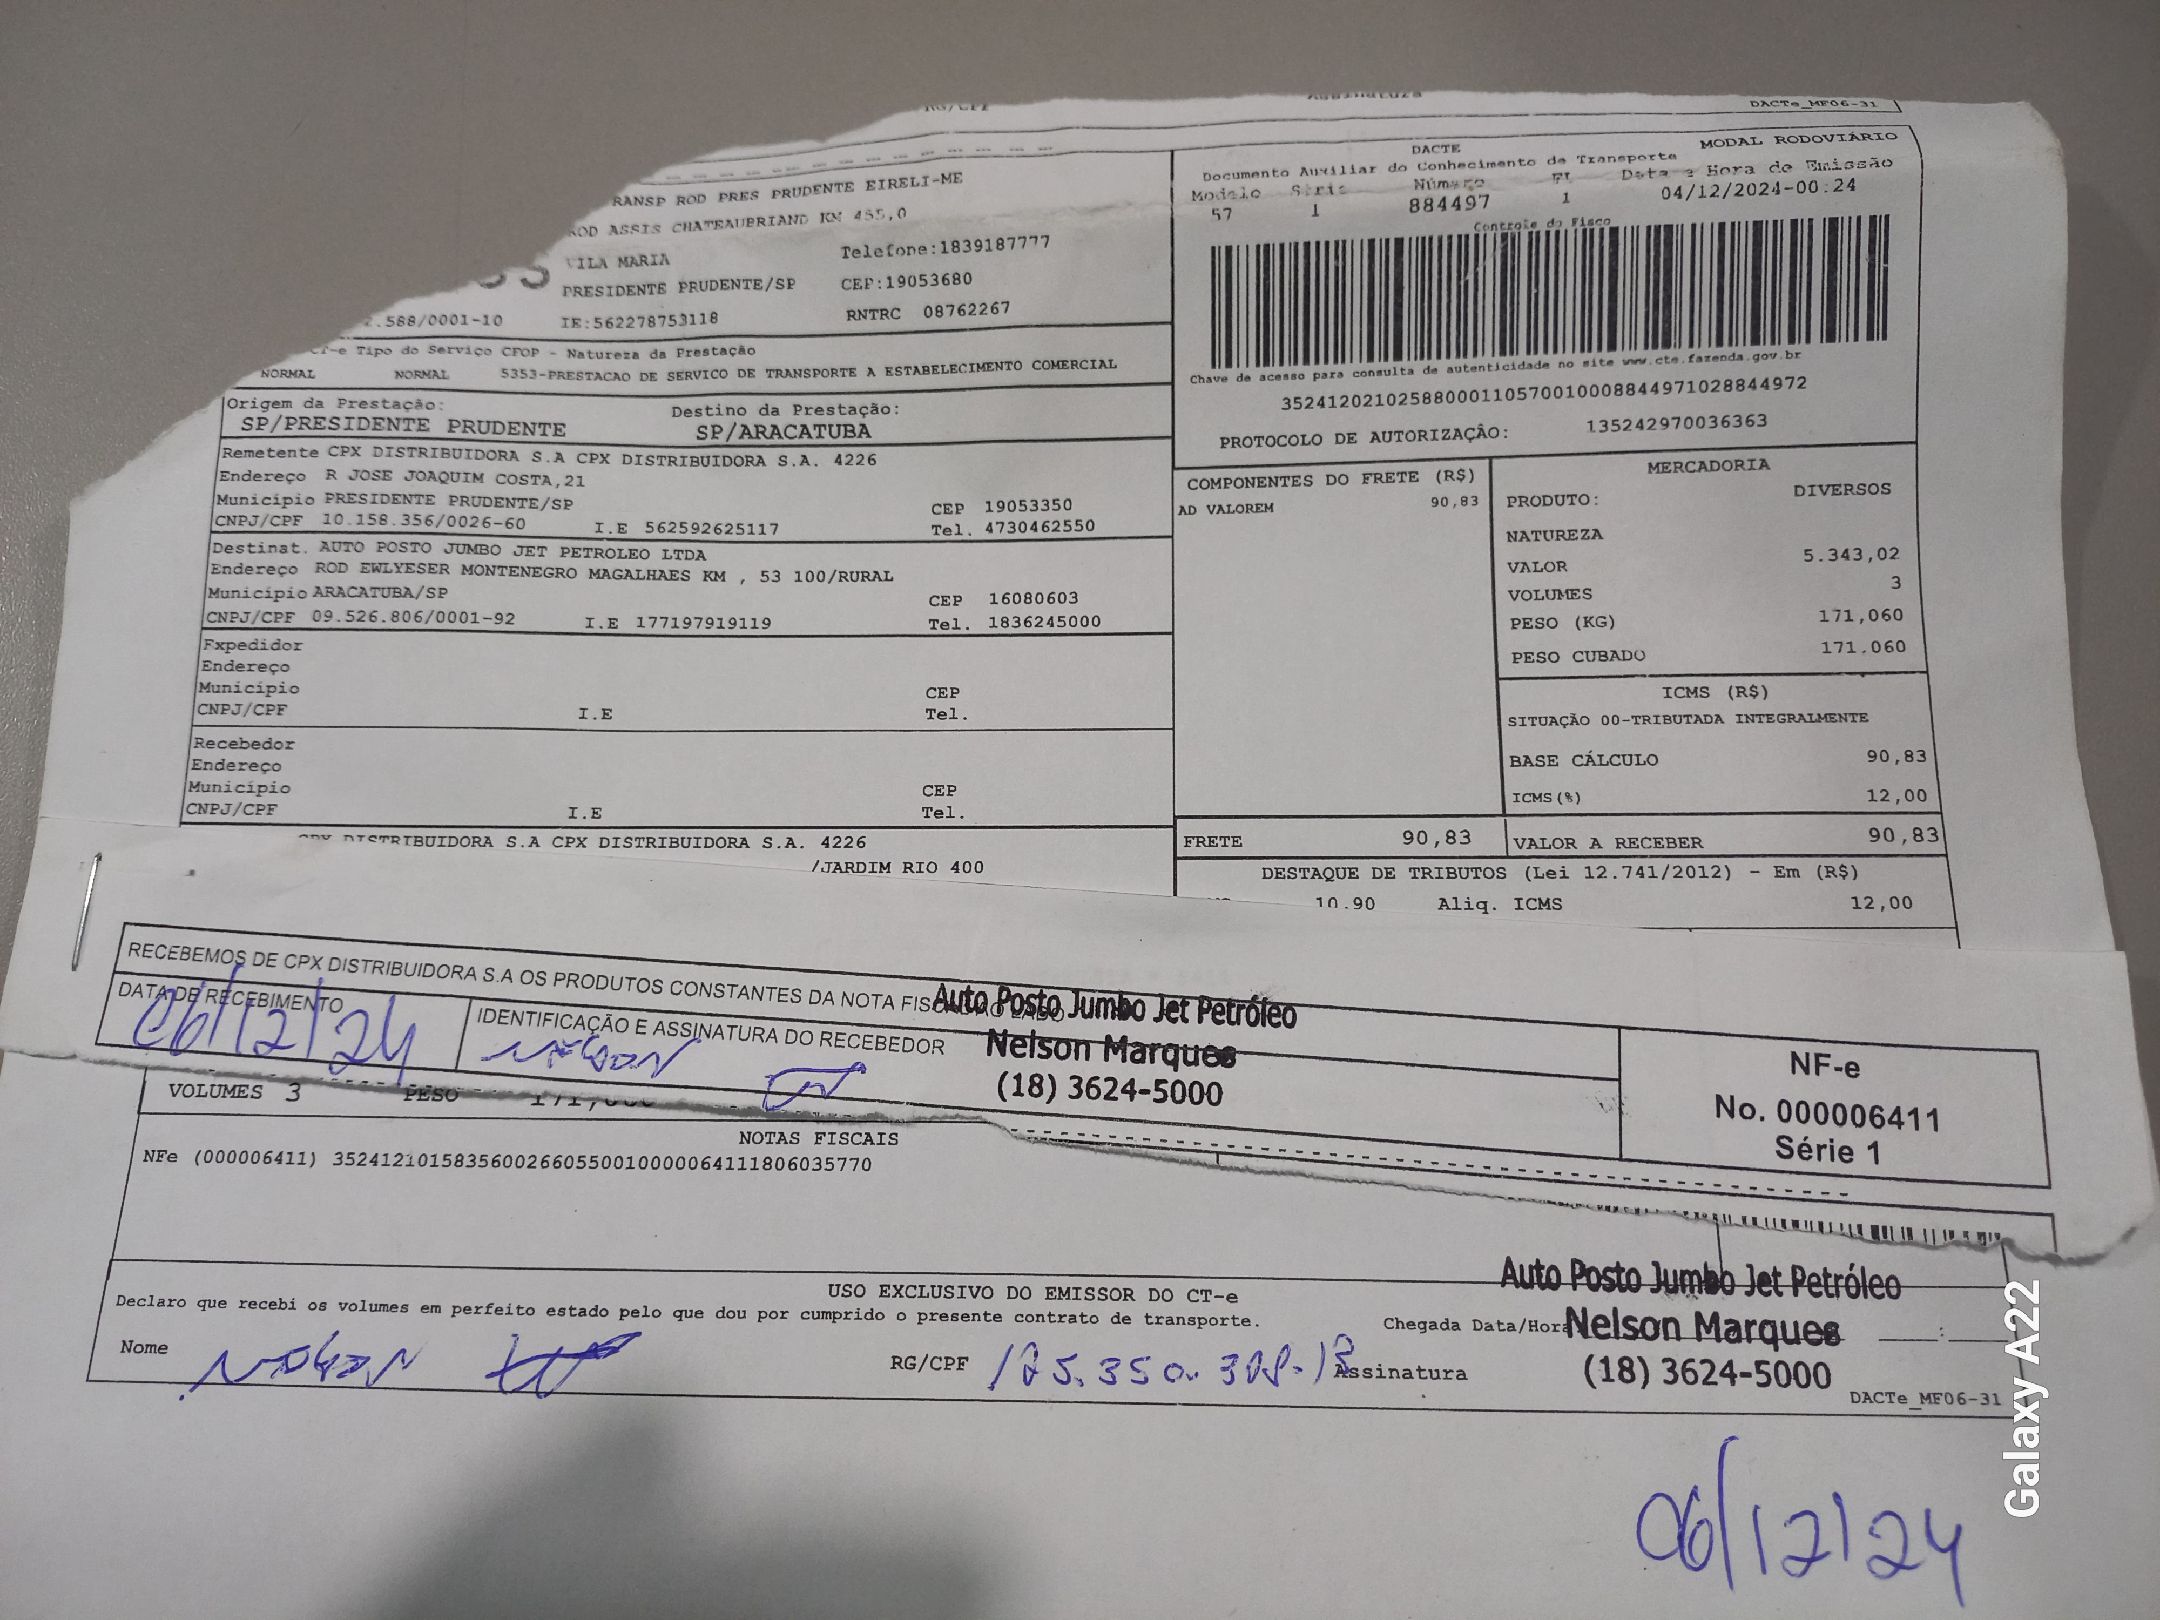 DACTe_MF06-31
RANSP ROD PRES PRUDENTE EIRELI-ME
ROD ASSIS CHATEAUBRIAND KM 455,0
VILA MARIA Telefone:1839187777
PRESIDENTE PRUDENTE/SP CEP:19053680
.588/0001-10 IE:562278753118 RNTRC 08762267
DACTE MODAL RODOVIÁRIO
Documento Auxiliar do Conhecimento de Transporte
Modelo Série Número Fl Data e Hora de Emissão
57 1 884497 1 04/12/2024-00:24
Controle do Fisco
Chave de acesso para consulta de autenticidade no site www.cte.fazenda.gov.br
35241202102588000110570010008844971028844972
PROTOCOLO DE AUTORIZAÇÃO: 135242970036363
CT-e Tipo do Serviço CFOP - Natureza da Prestação
NORMAL NORMAL 5353-PRESTACAO DE SERVICO DE TRANSPORTE A ESTABELECIMENTO COMERCIAL
Origem da Prestação: Destino da Prestação:
SP/PRESIDENTE PRUDENTE SP/ARACATUBA
Remetente CPX DISTRIBUIDORA S.A CPX DISTRIBUIDORA S.A. 4226
Endereço R JOSE JOAQUIM COSTA,21
Município PRESIDENTE PRUDENTE/SP CEP 19053350
CNPJ/CPF 10.158.356/0026-60 I.E 562592625117 Tel. 4730462550
Destinat. AUTO POSTO JUMBO JET PETROLEO LTDA
Endereço ROD EWLYESER MONTENEGRO MAGALHAES KM , 53 100/RURAL
Município ARACATUBA/SP CEP 16080603
CNPJ/CPF 09.526.806/0001-92 I.E 177197919119 Tel. 1836245000
Expedidor
Endereço
Município CEP
CNPJ/CPF I.E Tel.
Recebedor
Endereço
Município CEP
CNPJ/CPF I.E Tel.
CPX DISTRIBUIDORA S.A CPX DISTRIBUIDORA S.A. 4226
/JARDIM RIO 400
COMPONENTES DO FRETE (R$)
AD VALOREM 90,83
MERCADORIA
PRODUTO: DIVERSOS
NATUREZA
VALOR 5.343,02
VOLUMES 3
PESO (KG) 171,060
PESO CUBADO 171.060
ICMS (R$)
SITUAÇÃO 00-TRIBUTADA INTEGRALMENTE
BASE CÁLCULO 90,83
ICMS(%) 12,00
FRETE 90,83 VALOR A RECEBER 90,83
DESTAQUE DE TRIBUTOS (Lei 12.741/2012) - Em (R$)
10.90 Aliq. ICMS 12,00
RECEBEMOS DE CPX DISTRIBUIDORA S.A OS PRODUTOS CONSTANTES DA NOTA FISCAL AO LADO
DATA DE RECEBIMENTO
06/12/24
IDENTIFICAÇÃO E ASSINATURA DO RECEBEDOR
Nelson
Auto Posto Jumbo Jet Petróleo
Nelson Marques
(18) 3624-5000
NF-e
No. 000006411
Série 1
VOLUMES 3 PESO
NOTAS FISCAIS
NFe (000006411) 35241210158356002660550010000064111806035770
USO EXCLUSIVO DO EMISSOR DO CT-e
Declaro que recebi os volumes em perfeito estado pelo que dou por cumprido o presente contrato de transporte.
Nome Nelson RG/CPF Assinatura
Chegada Data/Hora
Auto Posto Jumbo Jet Petróleo
Nelson Marques
(18) 3624-5000
DACTe_MF06-31
06/12/24
Galaxy A22